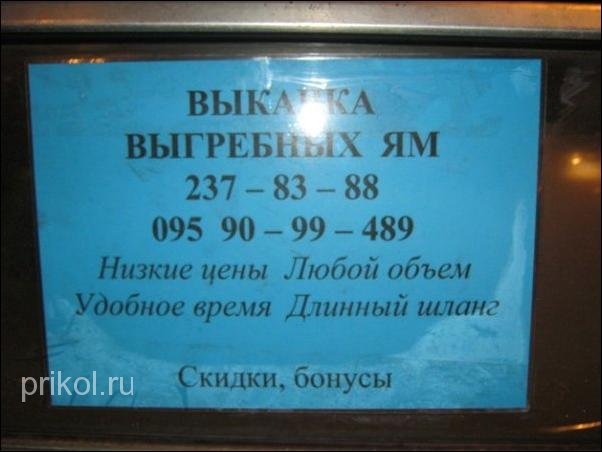 ВЫКАЧКА
ВЫГРЕБНЫХ ЯМ
237 – 83 – 88
095 90 – 99 – 489
Низкие цены Любой объем
Удобное время Длинный шланг
Скидки, бонусы
prikol.ru